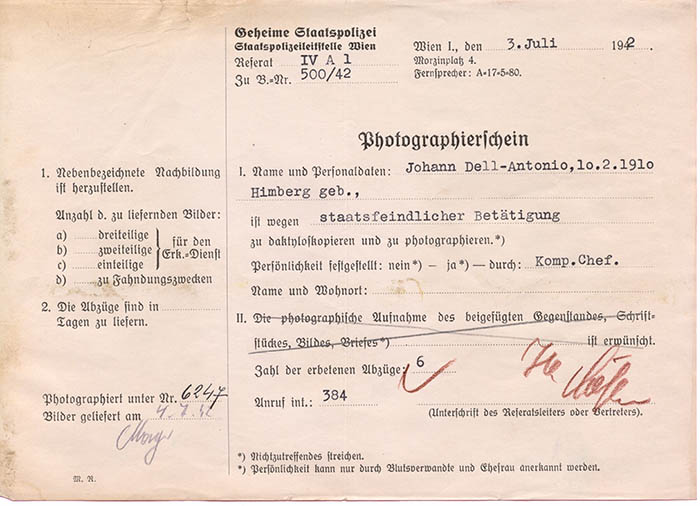 Geheime Staatspolizei
Staatspolizeileitstelle Wien
Referat IV A 1
Zu B.=Nr. 500/42
Wien I., den 3. Juli 1942.
Morzinplatz 4.
Fernsprecher: A=17=5=80.
Photographierschein
1. Nebenbezeichnete Nachbildung
ist herzustellen.
Anzahl d. zu liefernden Bilder:
a) dreiteilige
b) zweiteilige
c) einteilige
für den
Erk.=Dienst
d) zu Fahndungszwecken
2. Die Abzüge sind in
Tagen zu liefern.
Photographiert unter Nr. 6247
Bilder geliefert am 4.7.42
M. R.
I. Name und Personaldaten: Johann Dell-Antonio, 10.2.1910
Himberg geb.,
ist wegen staatsfeindlicher Betätigung
zu daktyloskopieren und zu photographieren.*)
Persönlichkeit festgestellt: nein*) — ja*) — durch: Komp.Chef.
Name und Wohnort:
II. Die photographische Aufnahme des beigefügten Gegenstandes, Schrift=
stückes, Bildes, Briefes*) ist erwünscht.
Zahl der erbetenen Abzüge: 6
Anruf int.: 384
(Unterschrift des Referatsleiters oder Vertreters).
*) Nichtzutreffendes streichen.
*) Persönlichkeit kann nur durch Blutsverwandte und Ehefrau anerkannt werden.